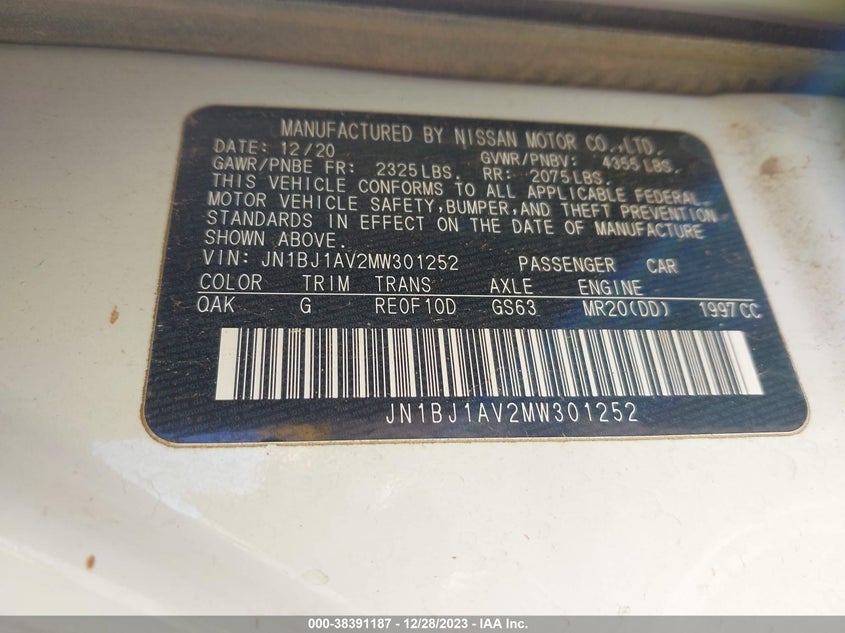 MANUFACTURED BY NISSAN MOTOR CO.,LTD.
DATE: 12/20 GVWR/PNBV: 4355 LBS.
GAWR/PNBE FR: 2325 LBS. RR: 2075 LBS.
THIS VEHICLE CONFORMS TO ALL APPLICABLE FEDERAL
MOTOR VEHICLE SAFETY, BUMPER, AND THEFT PREVENTION
STANDARDS IN EFFECT ON THE DATE OF MANUFACTURE
SHOWN ABOVE.
VIN: JN1BJ1AV2MW301252 PASSENGER CAR
COLOR TRIM TRANS AXLE ENGINE
QAK G RE0F10D GS63 MR20(DD) 1997CC
JN1BJ1AV2MW301252
000-38391187 - 12/28/2023 - IAA Inc.